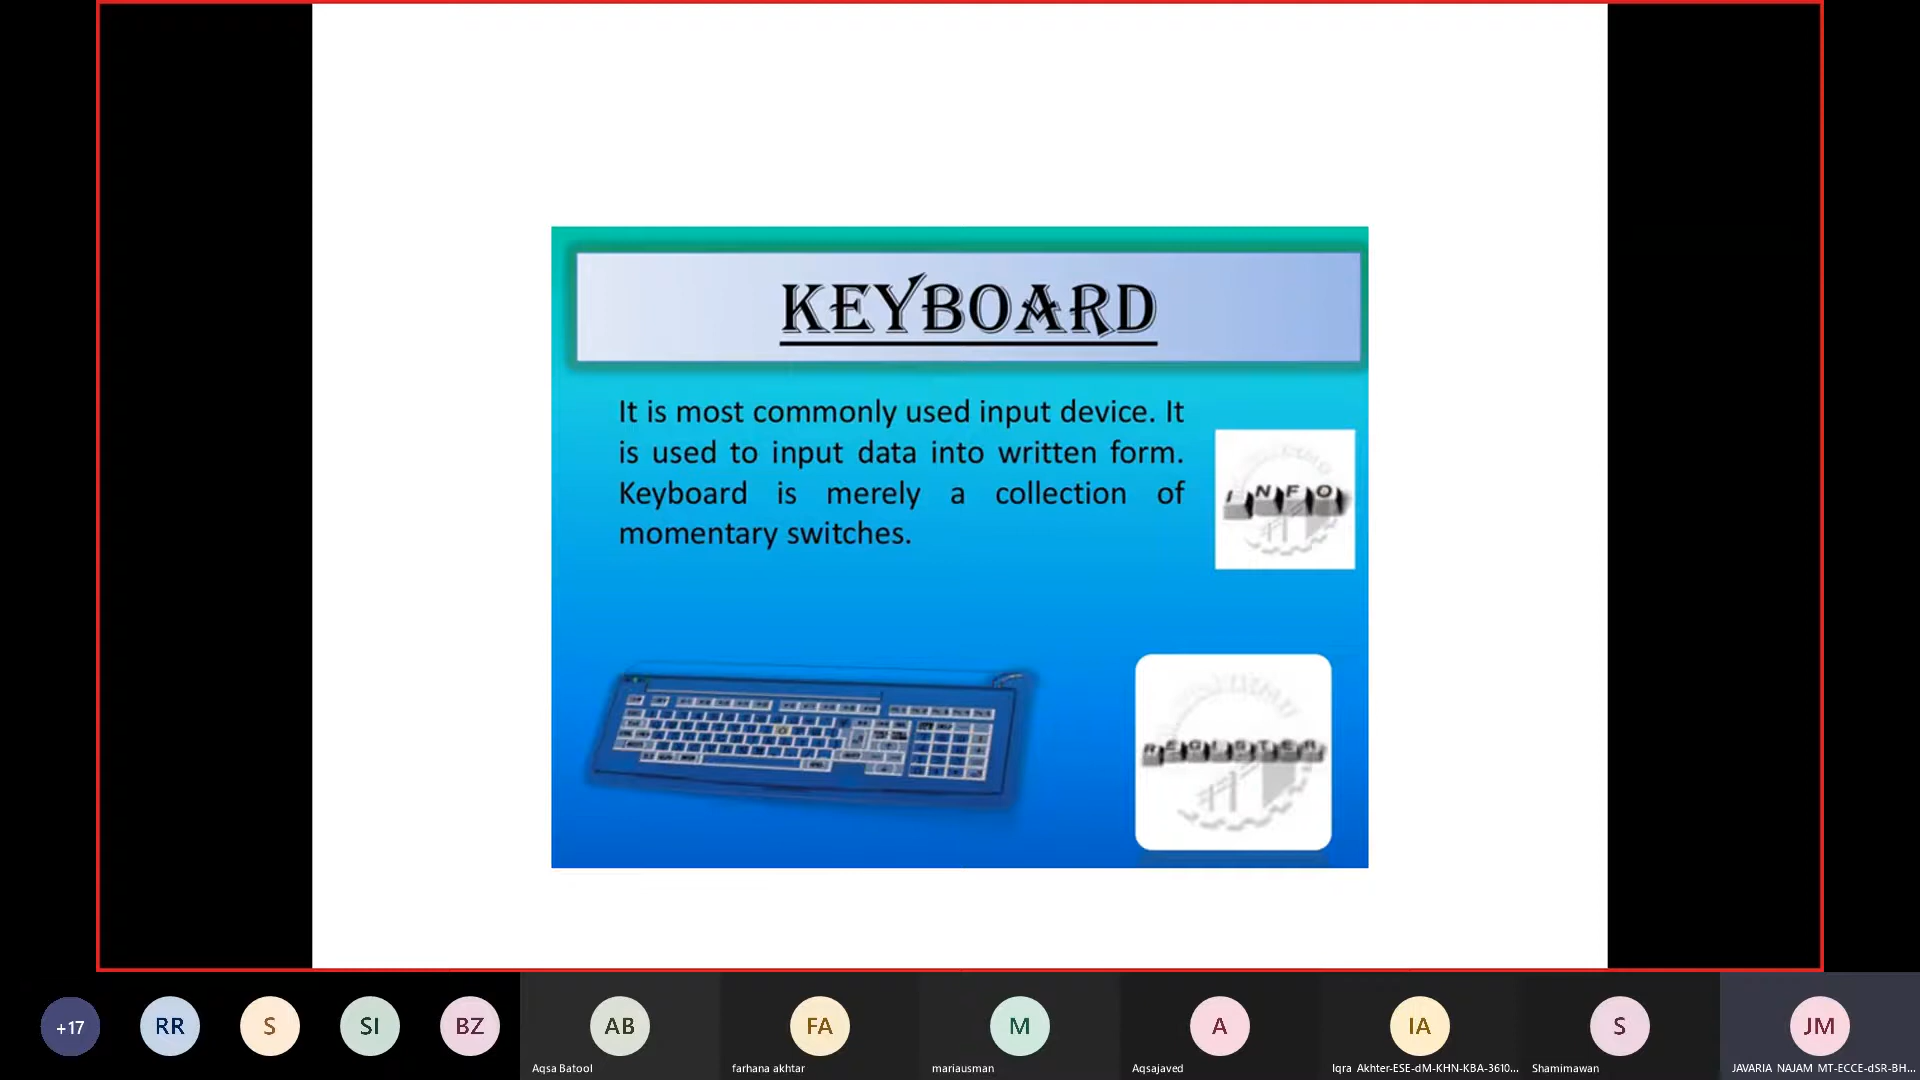 KEYBOARD
It is most commonly used input device. It
is used to input data into written form.
Keyboard is merely a collection of
momentary switches.
INFO
REGISTER
+17
RR
S
SI
BZ
AB
FA
M
A
IA
S
JM
Aqsa Batool
farhana akhtar
mariausman
Aqsajaved
Iqra Akhter-ESE-dM-KHN-KBA-3610...
Shamimawan
JAVARIA NAJAM MT-ECCE-dSR-BH...